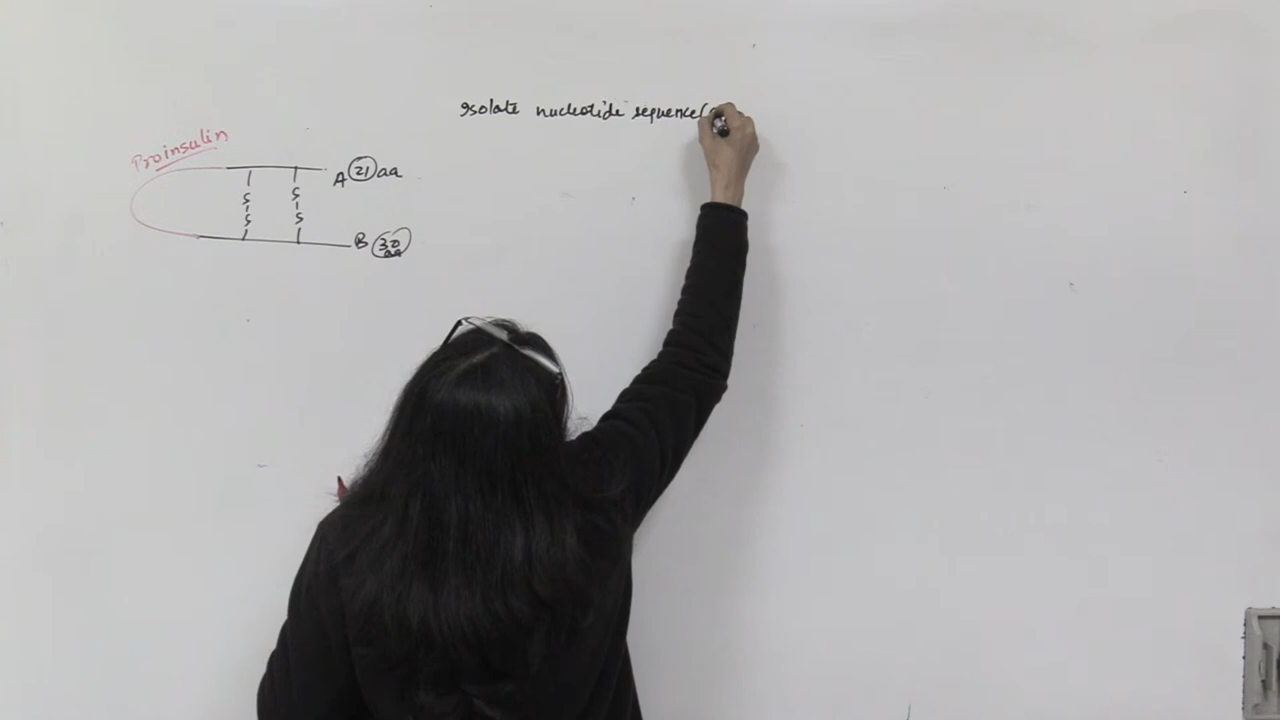 Isolate nucleotide sequence(
Proinsulin
A 21 aa
S S
S S
B 30
aa